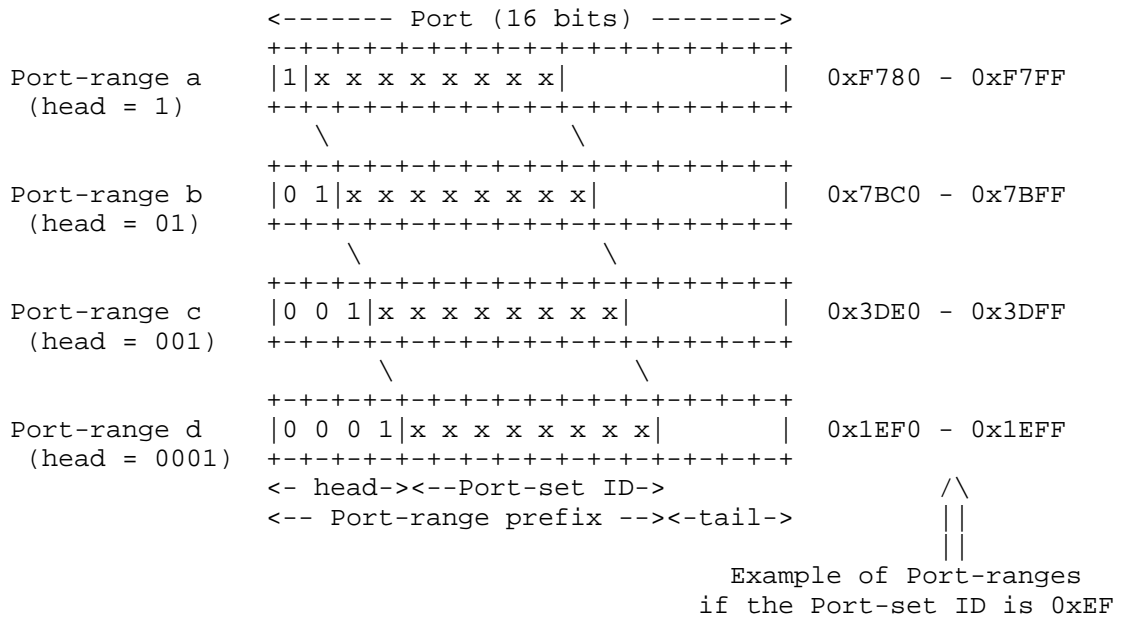 <------- Port (16 bits) -------->
+-+-+-+-+-+-+-+-+-+-+-+-+-+-+-+-+
Port-range a |1|x x x x x x x x| | 0xF780 - 0xF7FF
(head = 1) +-+-+-+-+-+-+-+-+-+-+-+-+-+-+-+-+
\ \
+-+-+-+-+-+-+-+-+-+-+-+-+-+-+-+-+
Port-range b |0 1|x x x x x x x x| | 0x7BC0 - 0x7BFF
(head = 01) +-+-+-+-+-+-+-+-+-+-+-+-+-+-+-+-+
\ \
+-+-+-+-+-+-+-+-+-+-+-+-+-+-+-+-+
Port-range c |0 0 1|x x x x x x x x| | 0x3DE0 - 0x3DFF
(head = 001) +-+-+-+-+-+-+-+-+-+-+-+-+-+-+-+-+
\ \
+-+-+-+-+-+-+-+-+-+-+-+-+-+-+-+-+
Port-range d |0 0 0 1|x x x x x x x x| | 0x1EF0 - 0x1EFF
(head = 0001) +-+-+-+-+-+-+-+-+-+-+-+-+-+-+-+-+
<- head-><--Port-set ID-> /\
<-- Port-range prefix --><-tail-> ||
||
Example of Port-ranges
if the Port-set ID is 0xEF